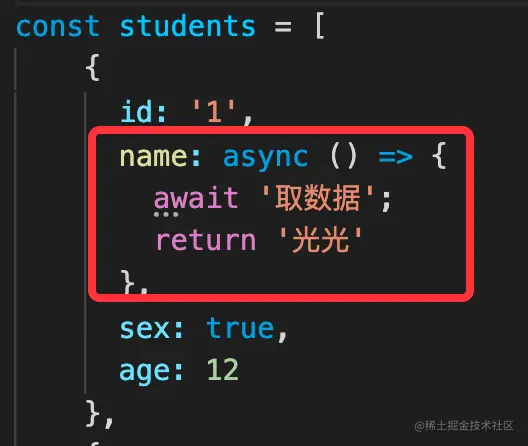 const students = [
{
id: '1',
name: async () => {
await '取数据';
return '光光'
},
sex: true,
age: 12
},
@稀土掘金技术社区